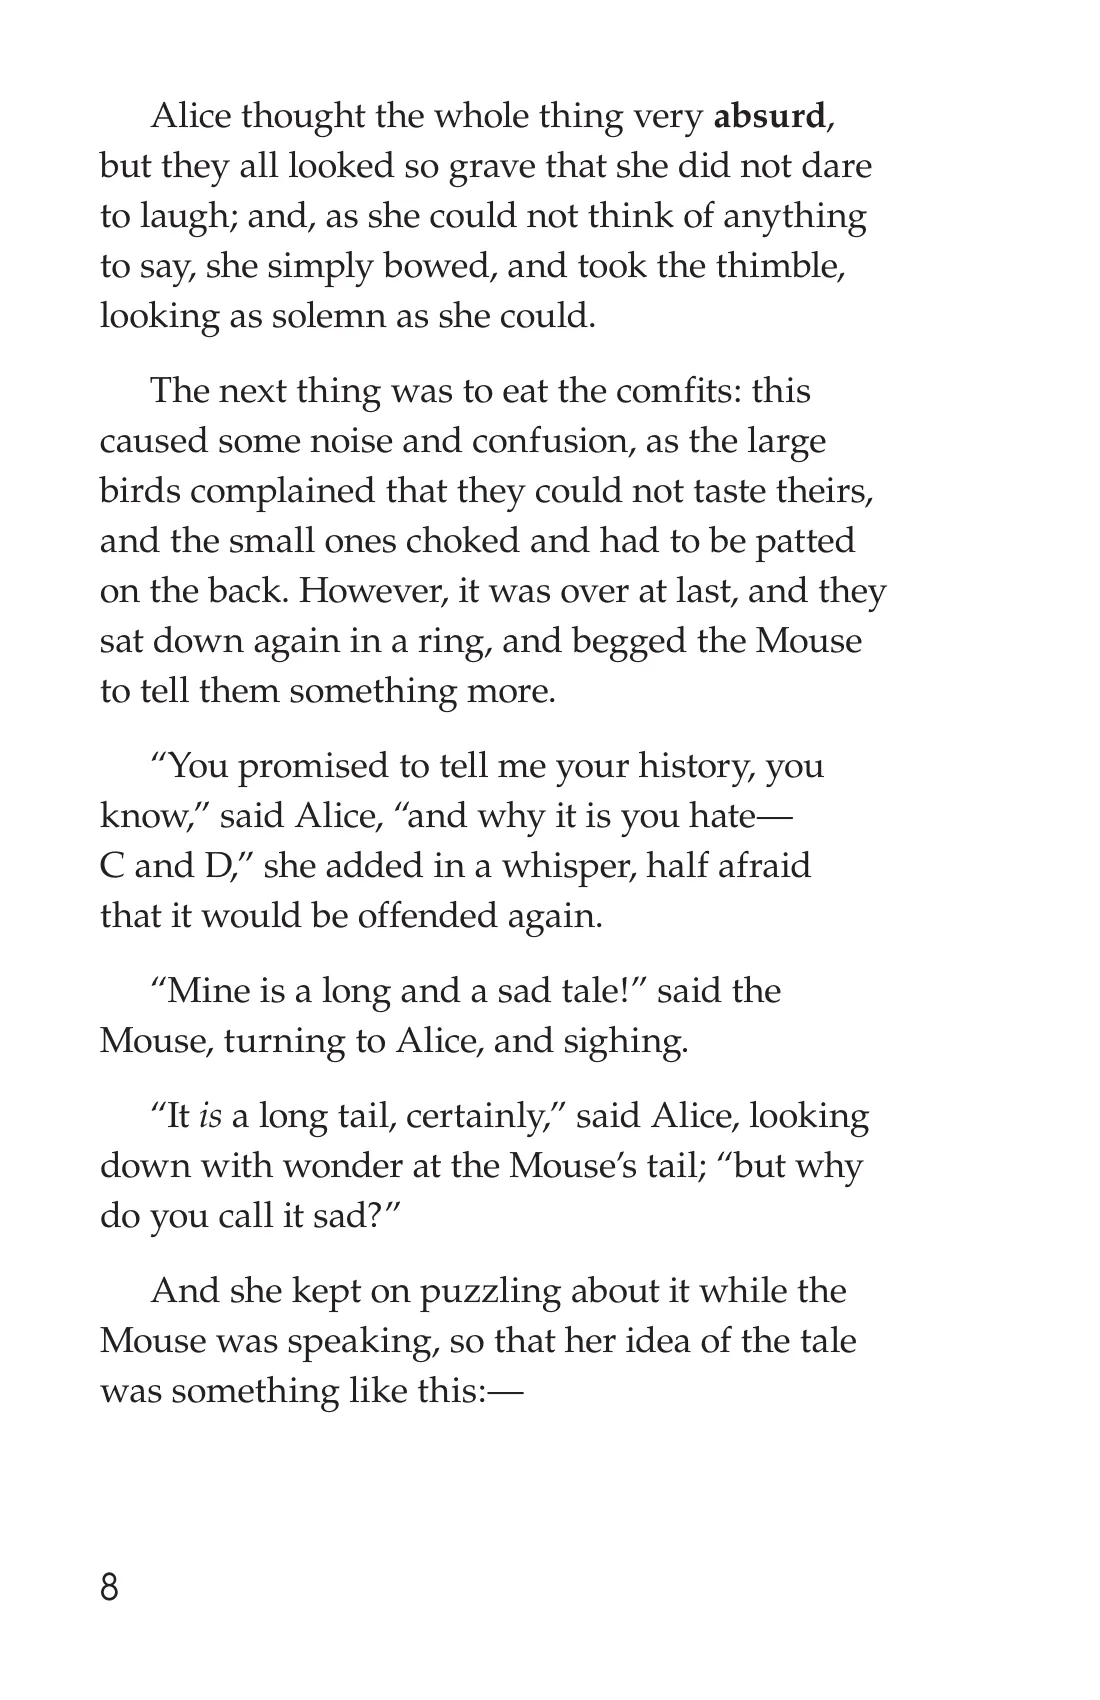 Alice thought the whole thing very absurd,
but they all looked so grave that she did not dare
to laugh; and, as she could not think of anything
to say, she simply bowed, and took the thimble,
looking as solemn as she could.
The next thing was to eat the comfits: this
caused some noise and confusion, as the large
birds complained that they could not taste theirs,
and the small ones choked and had to be patted
on the back. However, it was over at last, and they
sat down again in a ring, and begged the Mouse
to tell them something more.
“You promised to tell me your history, you
know,” said Alice, “and why it is you hate—
C and D,” she added in a whisper, half afraid
that it would be offended again.
“Mine is a long and a sad tale!” said the
Mouse, turning to Alice, and sighing.
“It is a long tail, certainly,” said Alice, looking
down with wonder at the Mouse’s tail; “but why
do you call it sad?”
And she kept on puzzling about it while the
Mouse was speaking, so that her idea of the tale
was something like this:—
8